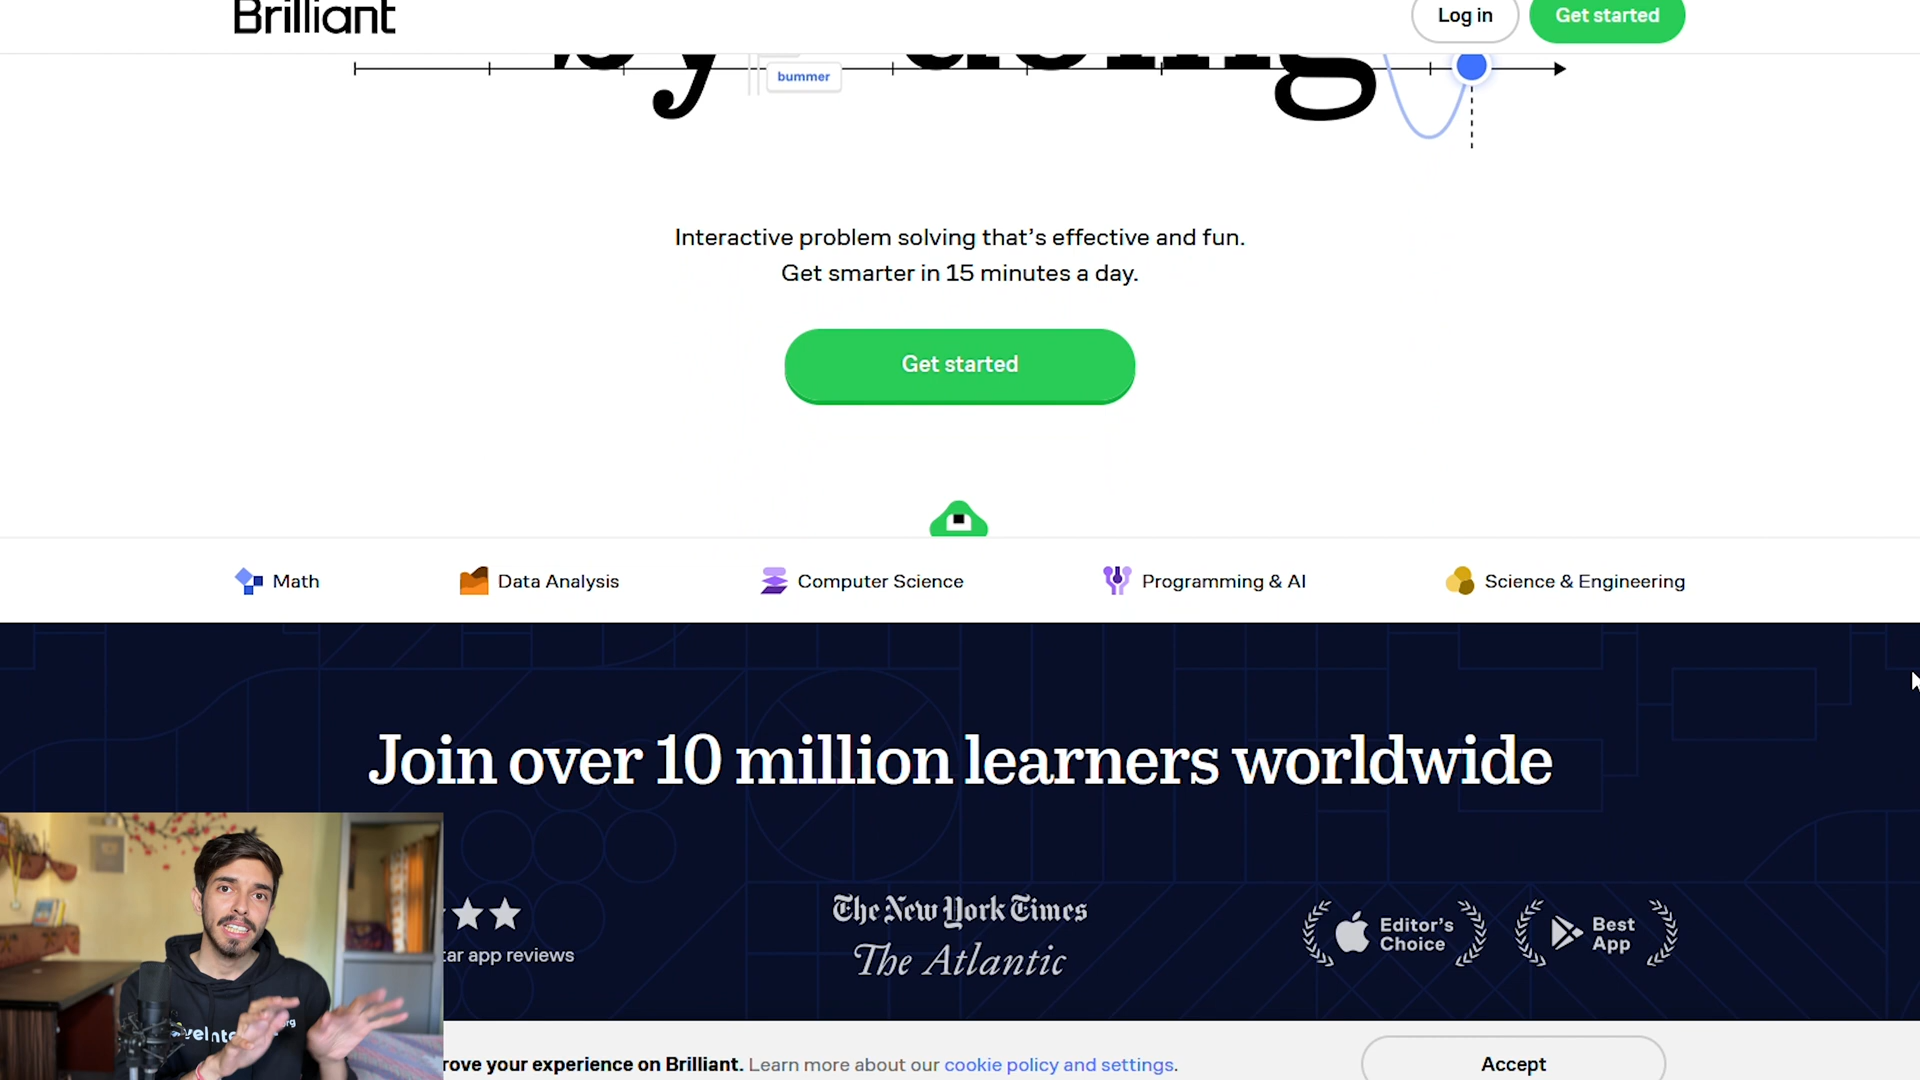 Brilliant
Log in
Get started
by doing
bummer
Interactive problem solving that's effective and fun.
Get smarter in 15 minutes a day.
Get started
Math
Data Analysis
Computer Science
Programming & AI
Science & Engineering
Join over 10 million learners worldwide
The New York Times
The Atlantic
Editor's
Choice
Best
App
app reviews
your experience on Brilliant. Learn more about our cookie policy and settings.
Accept